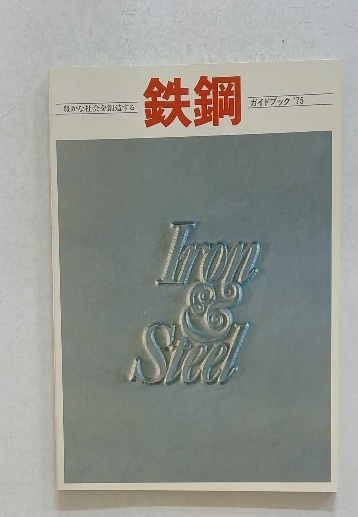 豊かな社会を創造する
鉄鋼
ガイドブック '75
Iron
&
Steel